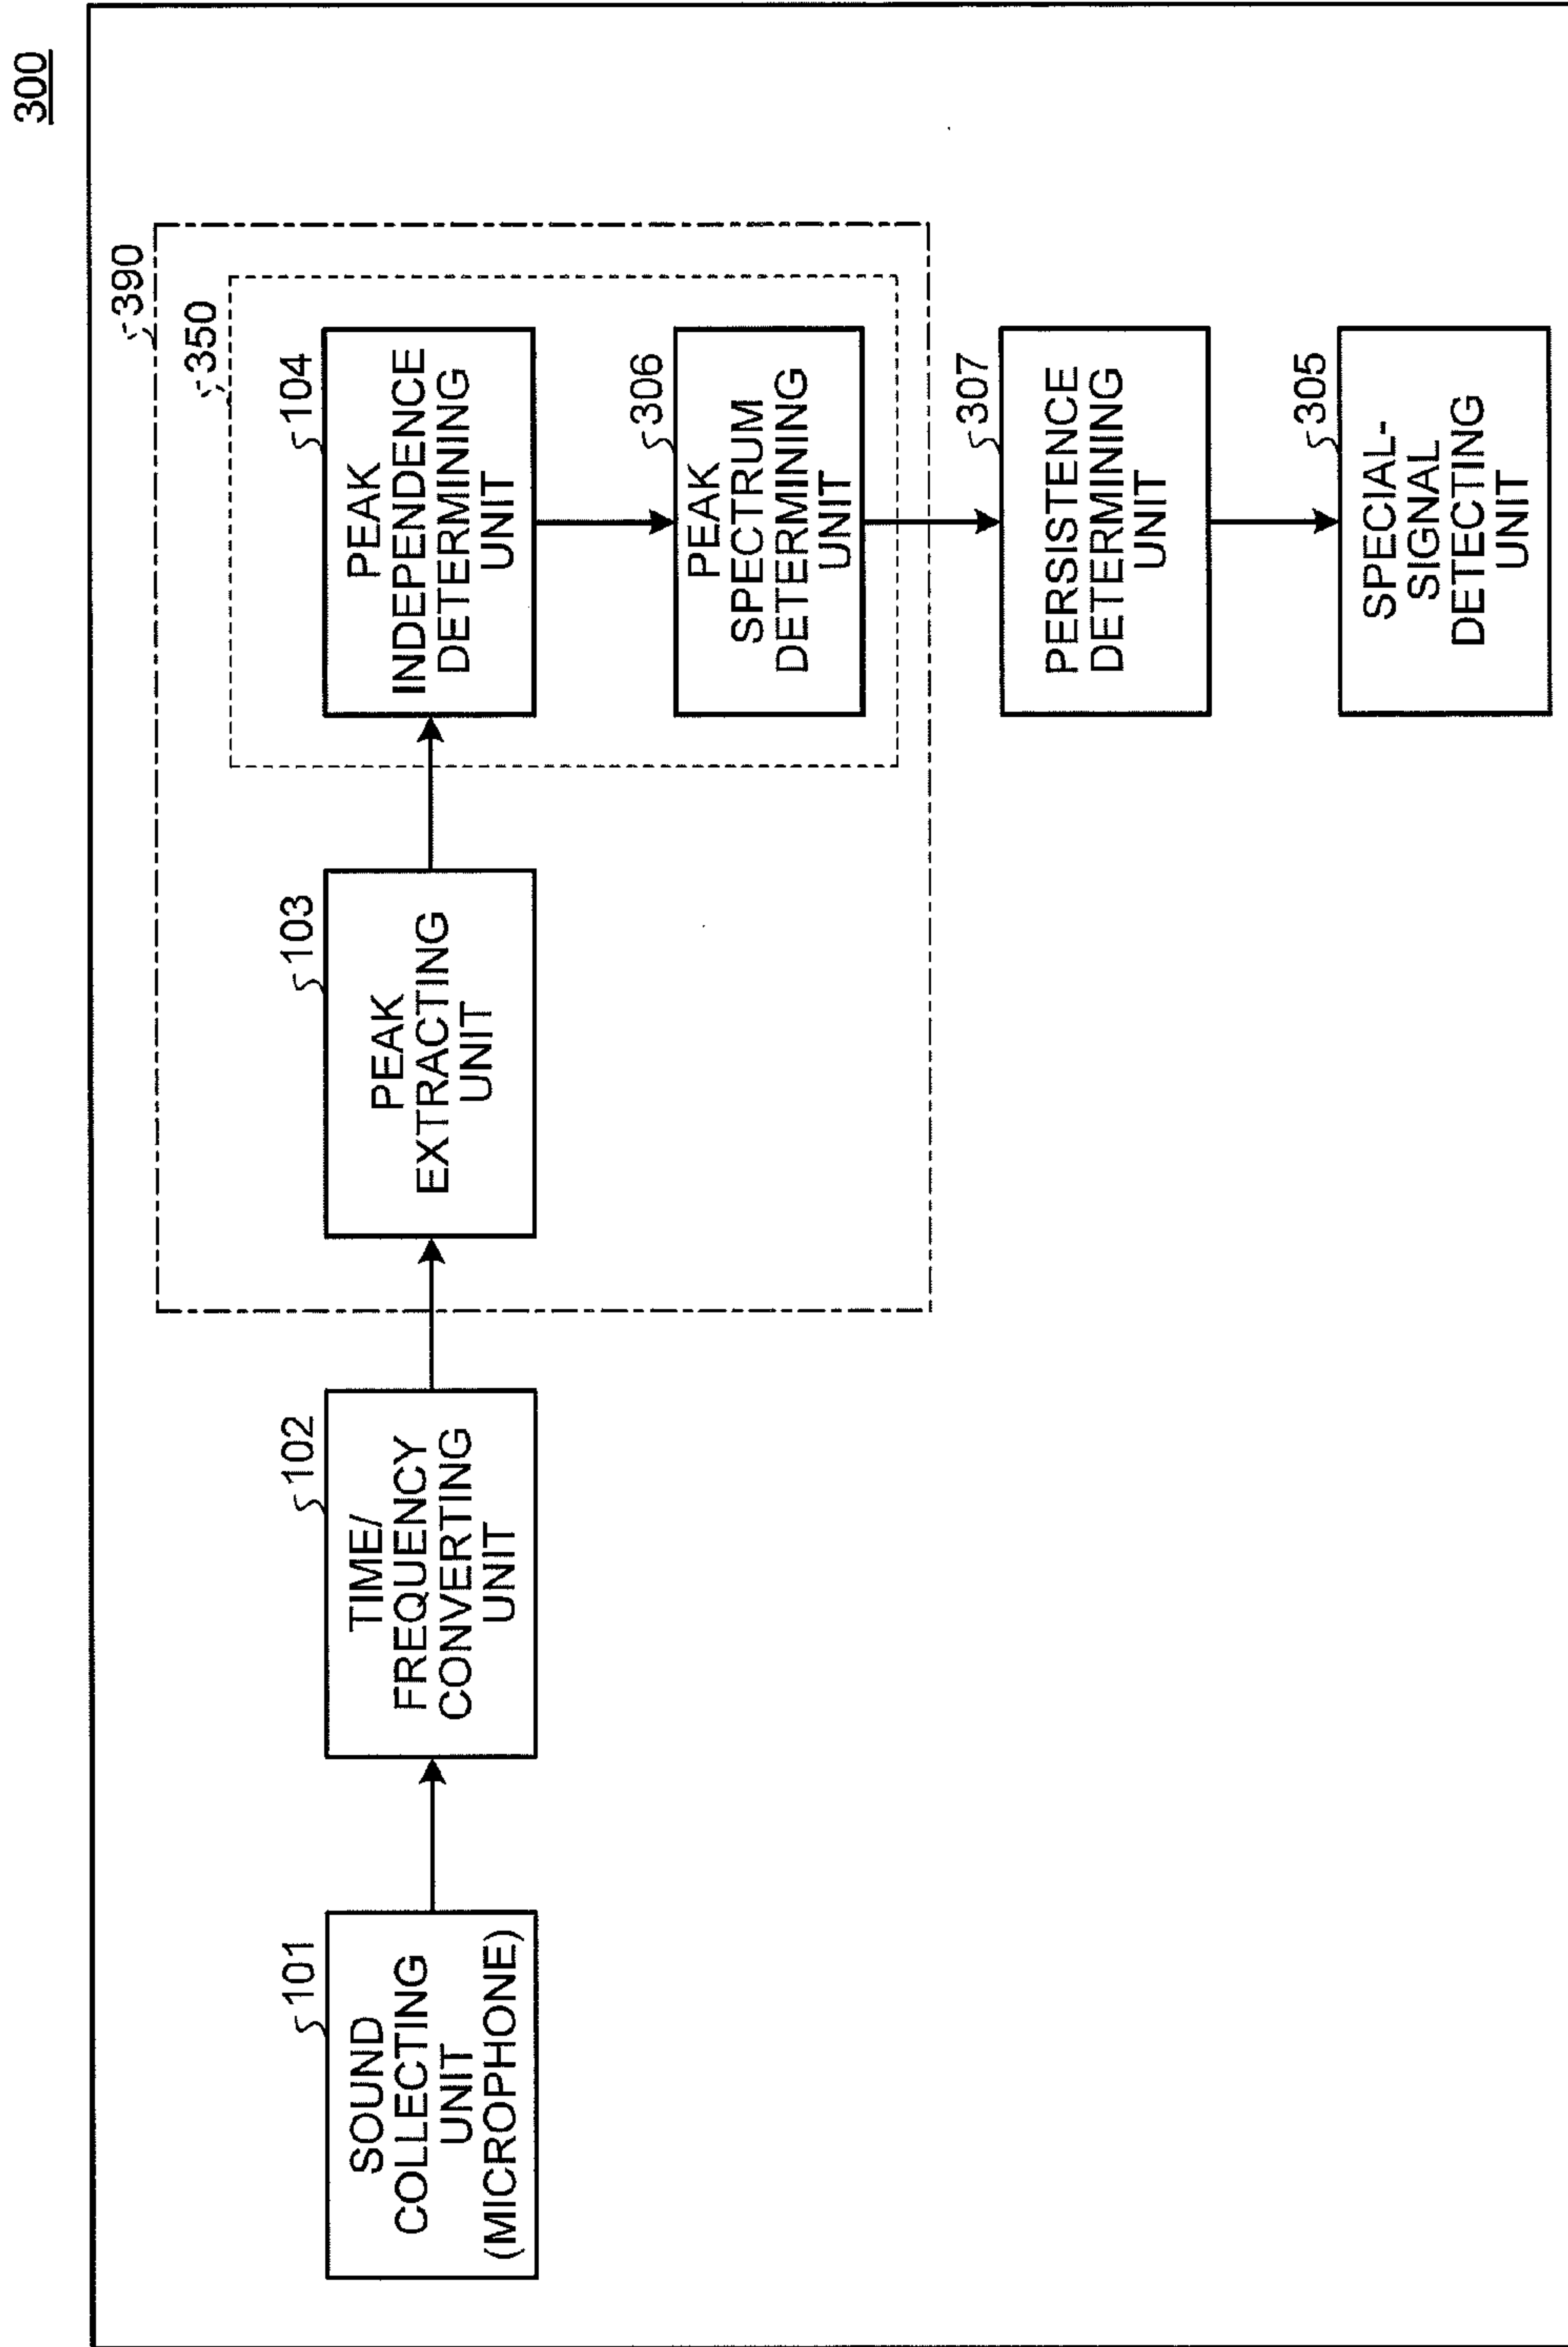 300
390
350
101
SOUND
COLLECTING
UNIT
(MICROPHONE)
102
TIME/
FREQUENCY
CONVERTING
UNIT
103
PEAK
EXTRACTING
UNIT
104
PEAK
INDEPENDENCE
DETERMINING
UNIT
306
PEAK
SPECTRUM
DETERMINING
UNIT
307
PERSISTENCE
DETERMINING
UNIT
305
SPECIAL-
SIGNAL
DETECTING
UNIT